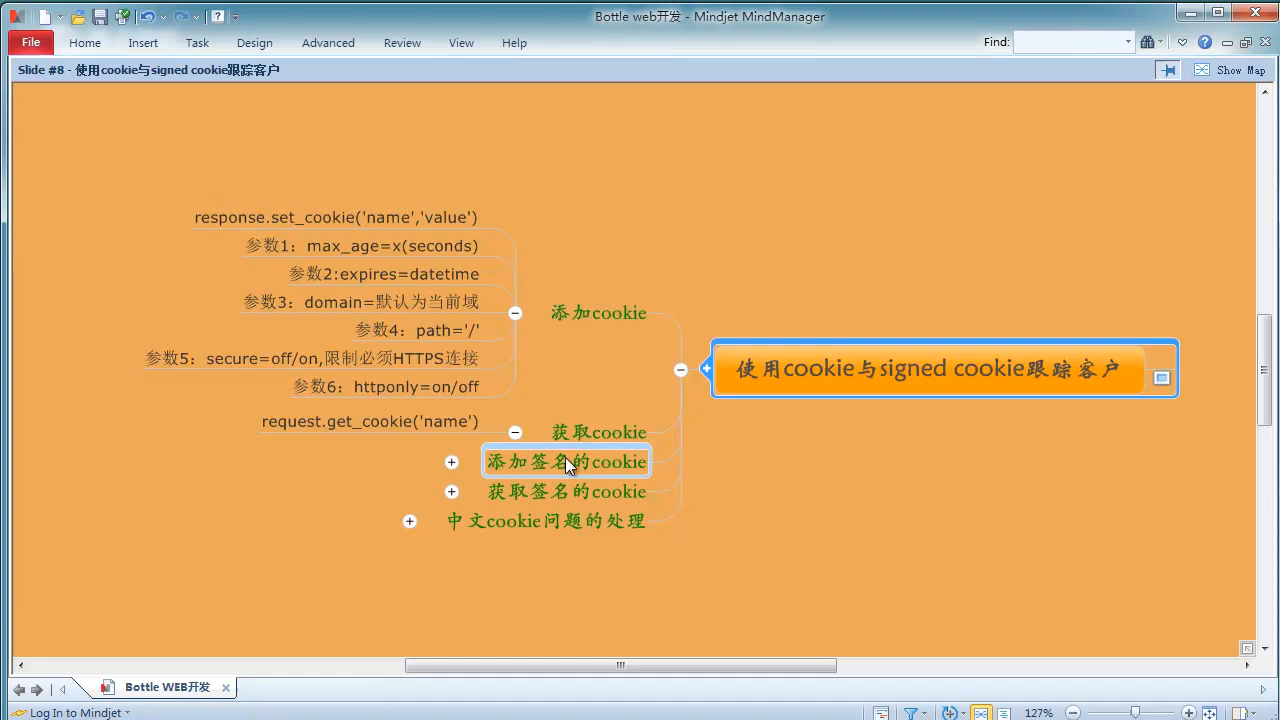 Bottle web开发 - Mindjet MindManager
File Home Insert Task Design Advanced Review View Help Find:
Slide #8 - 使用cookie与signed cookie跟踪客户 Show Map
response.set_cookie('name','value')
参数1：max_age=x(seconds)
参数2:expires=datetime
参数3：domain=默认为当前域
参数4：path='/'
参数5：secure=off/on,限制必须HTTPS连接
参数6：httponly=on/off
添加cookie
使用cookie与signed cookie跟踪客户
request.get_cookie('name')
获取cookie
添加签名的cookie
获取签名的cookie
中文cookie问题的处理
Bottle WEB开发
Log In to Mindjet 127%